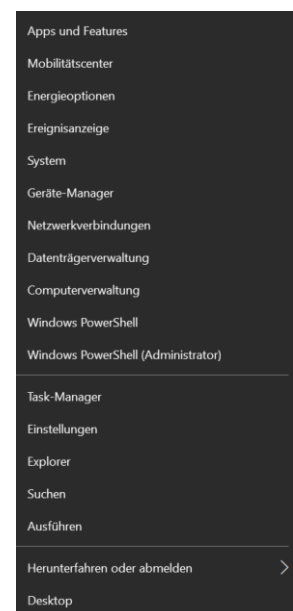 Apps und Features
Mobilitätscenter
Energieoptionen
Ereignisanzeige
System
Geräte-Manager
Netzwerkverbindungen
Datenträgerverwaltung
Computerverwaltung
Windows PowerShell
Windows PowerShell (Administrator)
Task-Manager
Einstellungen
Explorer
Suchen
Ausführen
Herunterfahren oder abmelden
Desktop